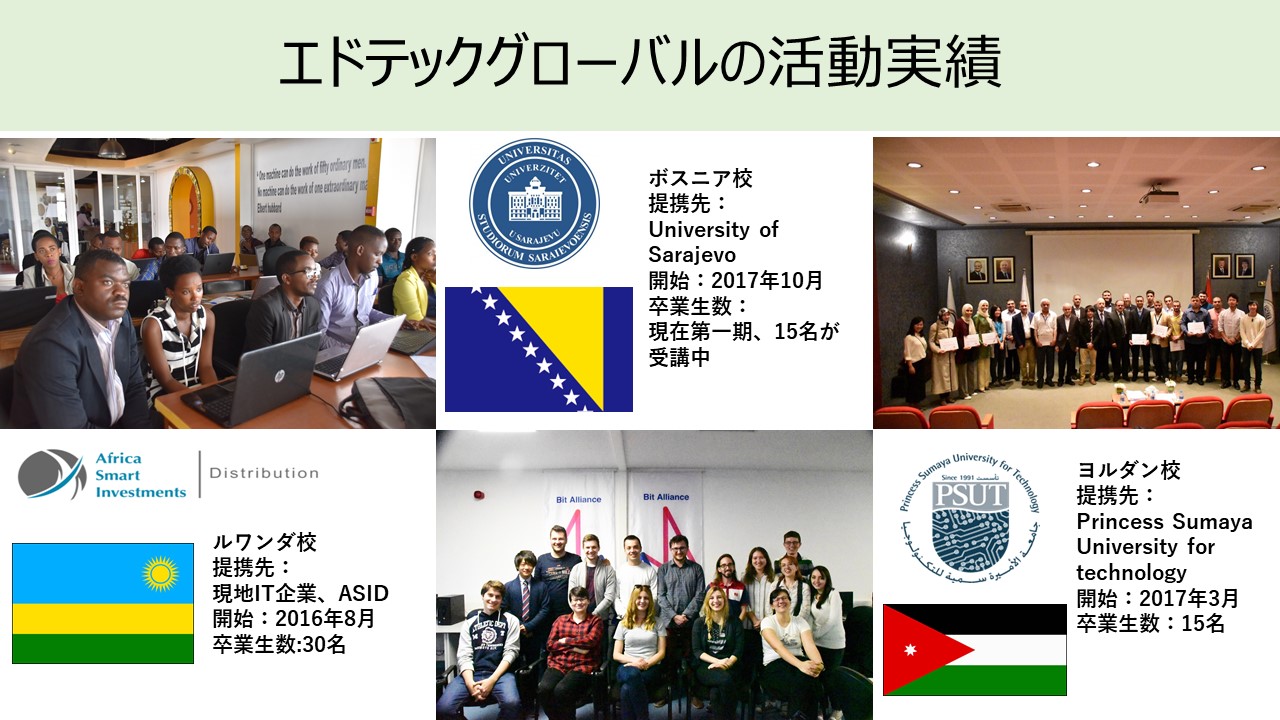 エドテックグローバルの活動実績
" One machine can do the work of fifty ordinary men.
No machine can do the work of one extraordinary ma
Elbert hubbard
UNIVERSITAS
UNIVERZITET
U SARAJEVU
STUDIORUM SARAIEVOENSIS
ボスニア校
提携先：
University of
Sarajevo
開始：2017年10月
卒業生数：
現在第一期、15名が
受講中
Africa
Smart
Investments
Distribution
ルワンダ校
提携先：
現地IT企業、ASID
開始：2016年8月
卒業生数:30名
Bit Alliance
Bit Alliance
Princess Sumaya University for Technology
Since 1991 تأسست
PSUT
جامعة الأميرة سمية للتكنولوجيا
ヨルダン校
提携先：
Princess Sumaya
University for
technology
開始：2017年3月
卒業生数：15名